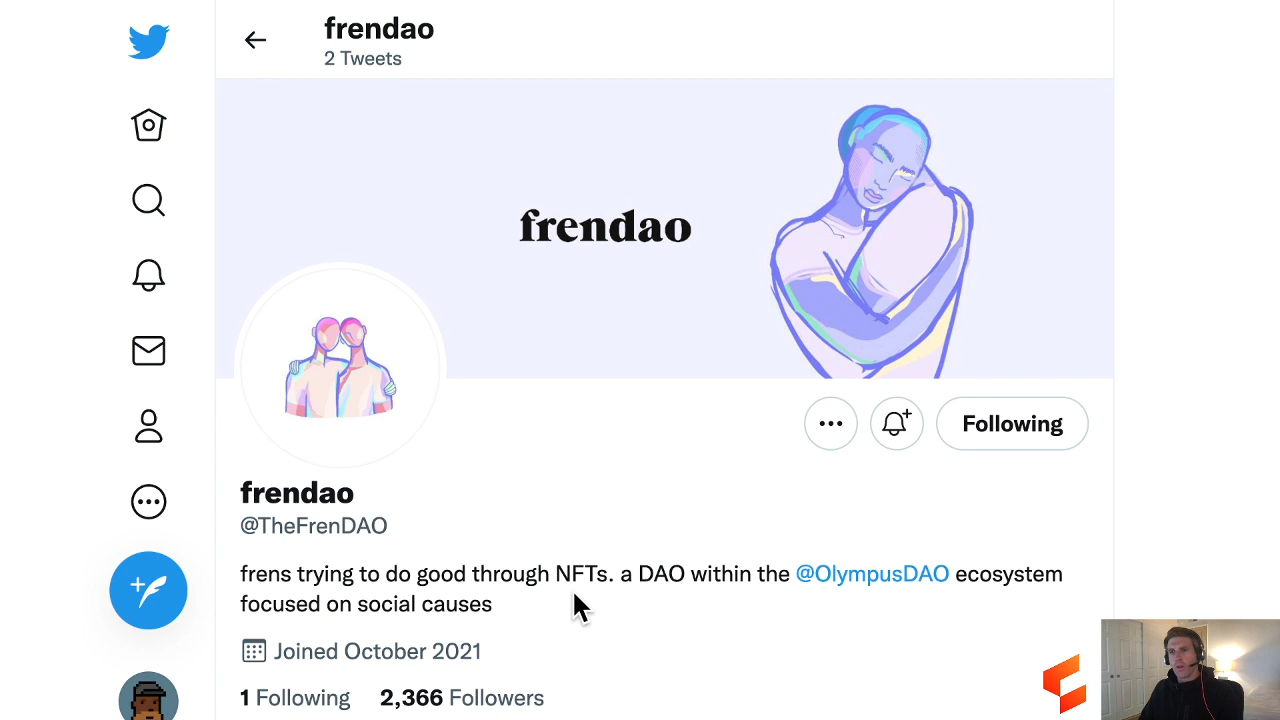 frendao
2 Tweets
frendao
Following
frendao
@TheFrenDAO
frens trying to do good through NFTs. a DAO within the @OlympusDAO ecosystem
focused on social causes
Joined October 2021
1 Following 2,366 Followers